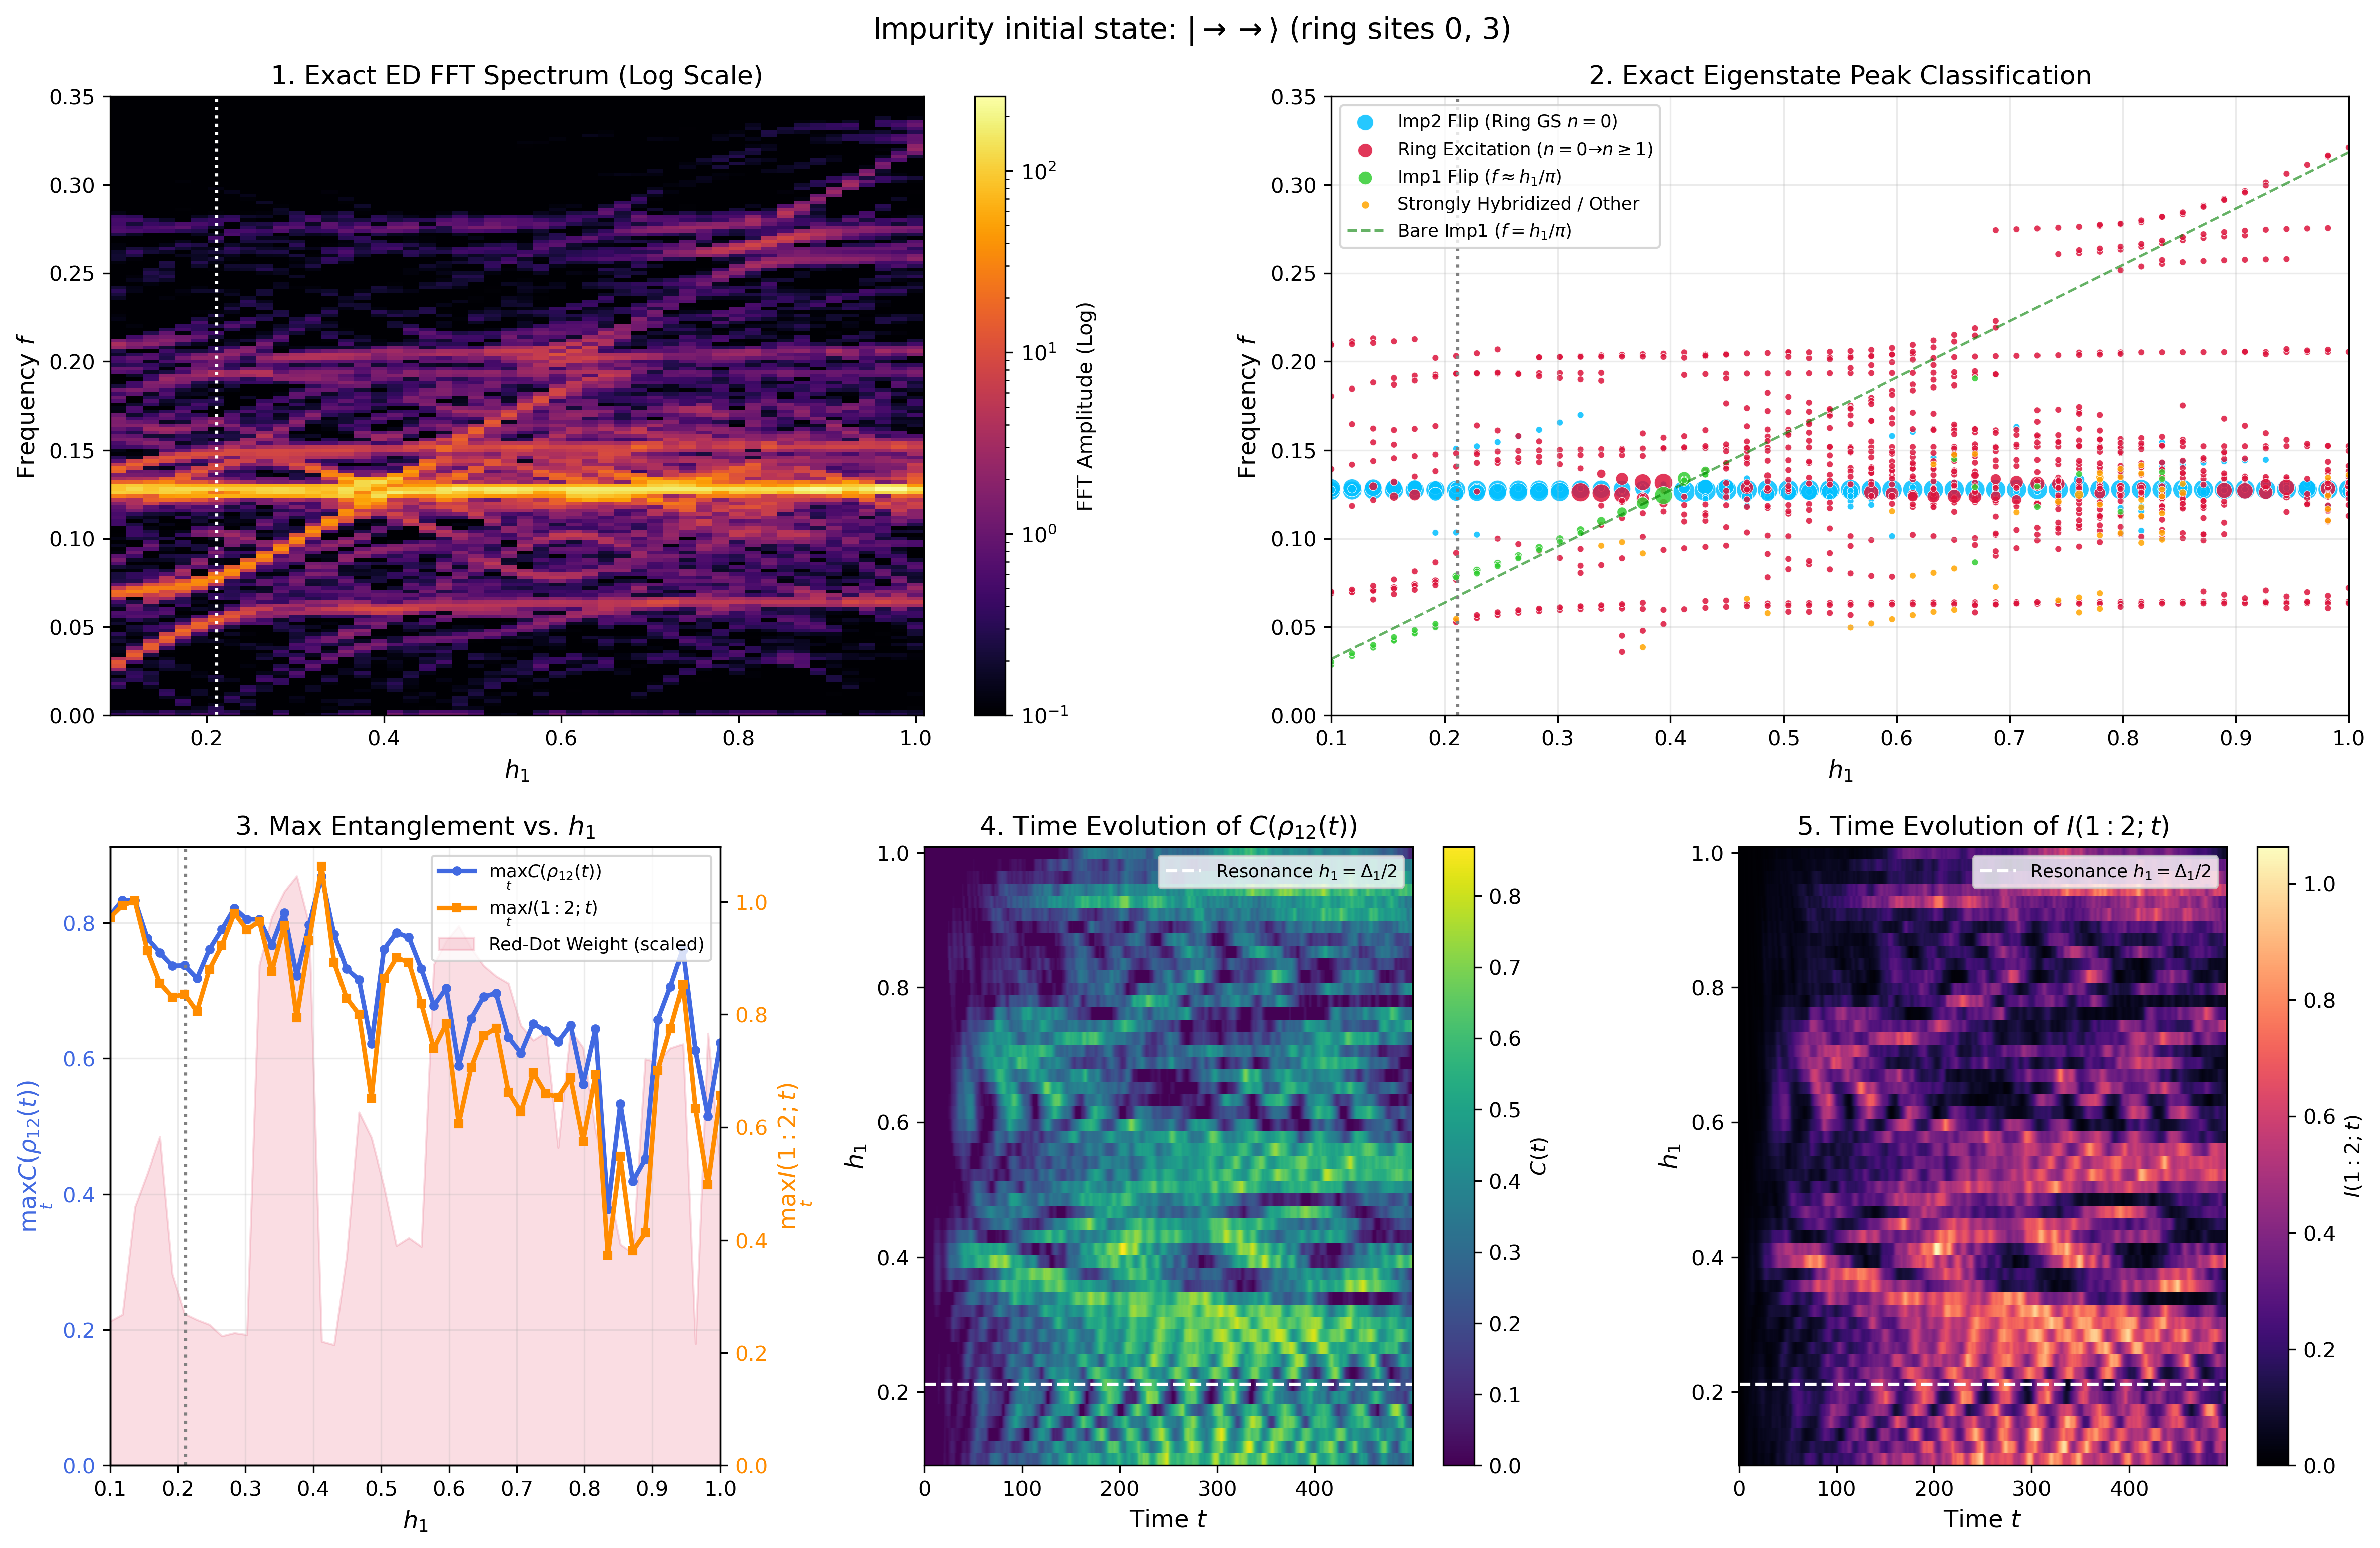 Impurity initial state: |→→⟩ (ring sites 0, 3)
1. Exact ED FFT Spectrum (Log Scale)
0.35
0.30
0.25
0.20
0.15
0.10
0.05
0.00
Frequency f
0.2
0.4
0.6
0.8
1.0
h₁
10²
10¹
10⁰
10⁻¹
FFT Amplitude (Log)
2. Exact Eigenstate Peak Classification
Imp2 Flip (Ring GS n = 0)
Ring Excitation (n = 0→n ≥ 1)
Imp1 Flip (f ≈ h₁/π)
Strongly Hybridized / Other
Bare Imp1 (f = h₁/π)
0.35
0.30
0.25
0.20
0.15
0.10
0.05
0.00
Frequency f
0.1
0.2
0.3
0.4
0.5
0.6
0.7
0.8
0.9
1.0
h₁
3. Max Entanglement vs. h₁
max C(ρ₁₂(t))
t
max I(1 : 2; t)
t
Red-Dot Weight (scaled)
0.8
0.6
0.4
0.2
0.0
max C(ρ₁₂(t))
t
1.0
0.8
0.6
0.4
0.2
0.0
max I(1 : 2; t)
t
0.1
0.2
0.3
0.4
0.5
0.6
0.7
0.8
0.9
1.0
h₁
4. Time Evolution of C(ρ₁₂(t))
Resonance h₁ = Δ₁/2
1.0
0.8
0.6
0.4
0.2
h₁
0
100
200
300
400
Time t
0.8
0.7
0.6
0.5
0.4
0.3
0.2
0.1
0.0
C(t)
5. Time Evolution of I(1 : 2; t)
Resonance h₁ = Δ₁/2
1.0
0.8
0.6
0.4
0.2
h₁
0
100
200
300
400
Time t
1.0
0.8
0.6
0.4
0.2
0.0
I(1 : 2; t)